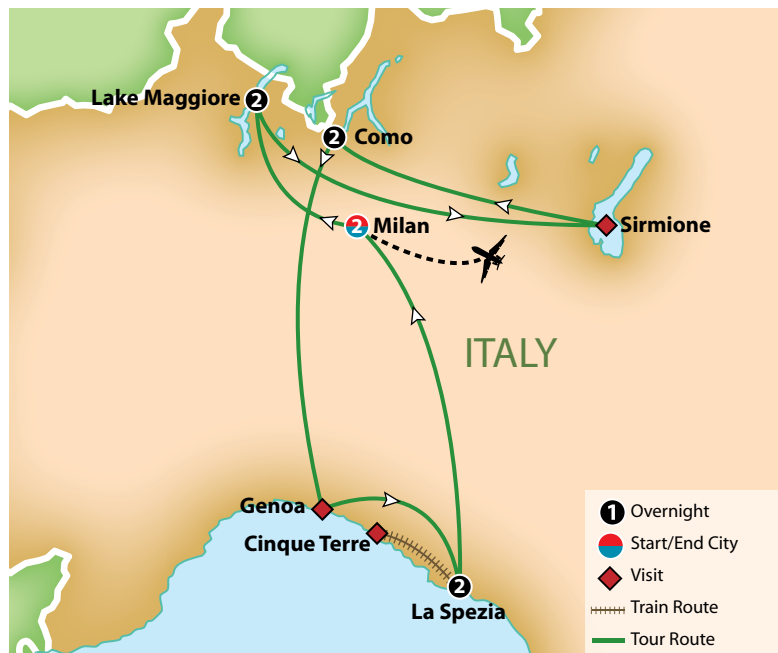 Lake Maggiore 2
2 Como
2 Milan
Sirmione
ITALY
Genoa
Cinque Terre
2
La Spezia
1 Overnight
Start/End City
Visit
Train Route
Tour Route